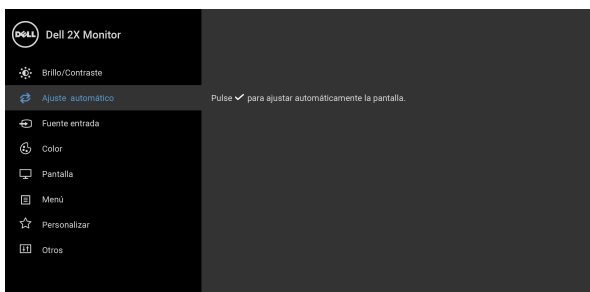 DELL Dell 2X Monitor
Brillo/Contraste
Ajuste automático
Pulse ✓ para ajustar automáticamente la pantalla.
Fuente entrada
Color
Pantalla
Menú
Personalizar
Otros